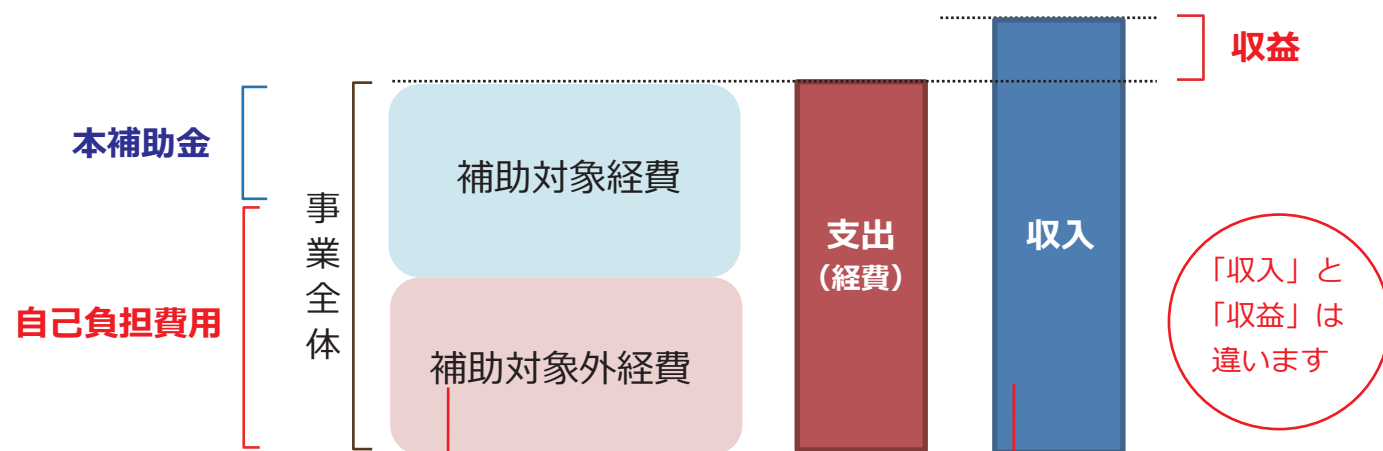 収益
本補助金
補助対象経費
事業全体
支出
（経費）
収入
「収入」と
「収益」は
違います
自己負担費用
補助対象外経費